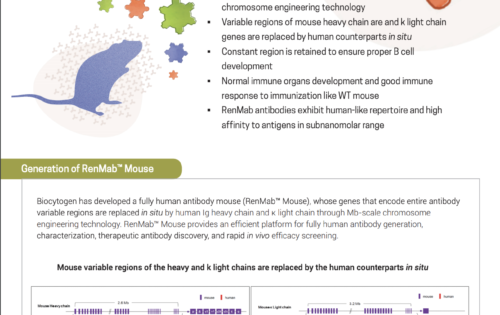 chromosome engineering technology
• Variable regions of mouse heavy chain are and k light chain
genes are replaced by human counterparts in situ
• Constant region is retained to ensure proper B cell
development
• Normal immune organs development and good immune
response to immunization like WT mouse
• RenMab antibodies exhibit human-like repertoire and high
affinity to antigens in subnanomolar range
Generation of RenMab™ Mouse
Biocytogen has developed a fully human antibody mouse (RenMab™ Mouse), whose genes that encode entire antibody
variable regions are replaced in situ by human Ig heavy chain and κ light chain through Mb-scale chromosome
engineering technology. RenMab™ Mouse provides an efficient platform for fully human antibody generation,
characterization, therapeutic antibody discovery, and rapid in vivo efficacy screening.
Mouse variable regions of the heavy and k light chains are replaced by the human counterparts in situ
mouse human
mouse human
Mouse Heavy chain
Mouse κ Light chain